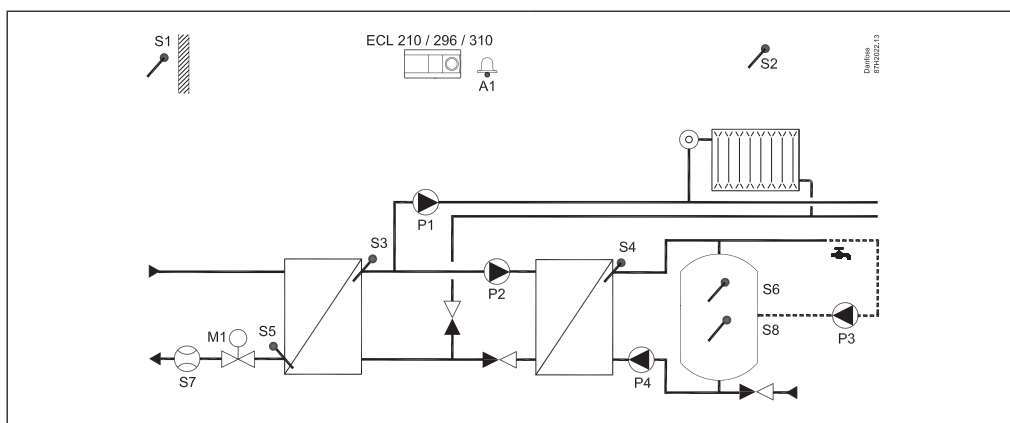 S1
ECL 210 / 296 / 310
A1
S2
Danfoss
87H2022.13
P1
S3
S4
P2
S6
S8
P3
M1
S5
S7
P4